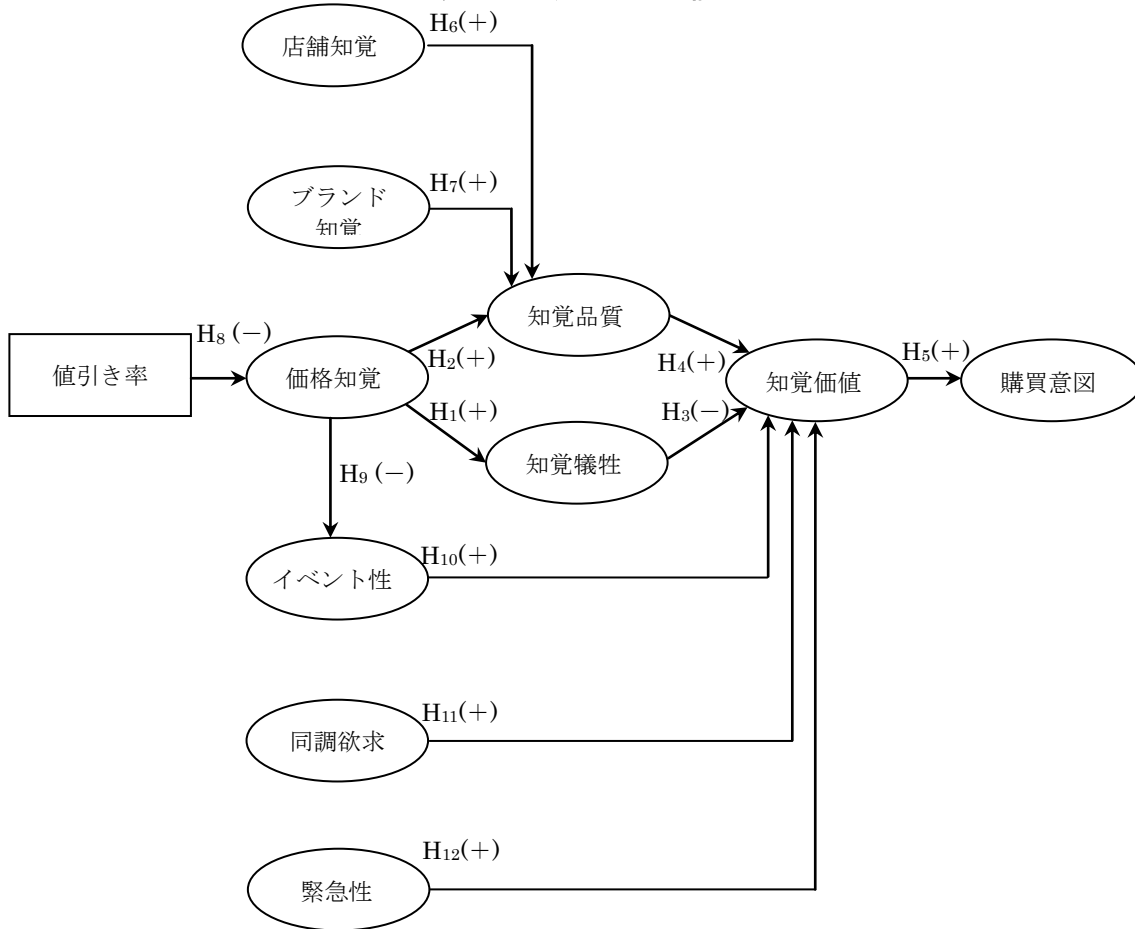 H6(+)
店舗知覚
H7(+)
ブランド
知覚
知覚品質
H8(−)
H2(+)
H4(+)
H5(+)
値引き率
価格知覚
知覚価値
購買意図
H1(+)
H3(−)
知覚犠牲
H9(−)
H10(+)
イベント性
H11(+)
同調欲求
H12(+)
緊急性